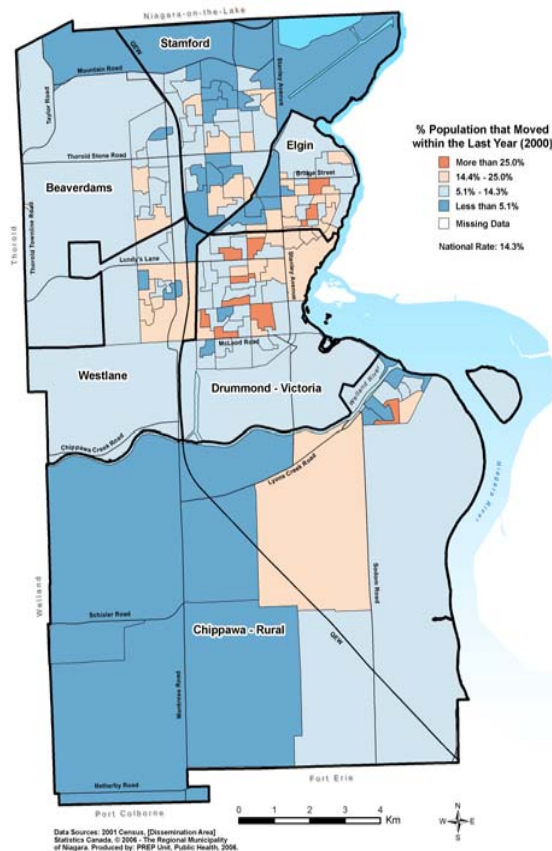 Niagara-on-the-Lake
Stamford
QEW
Mountain Road
Taylor Road
Stanley Avenue
Elgin
Thorold Stone Road
Bridge Street
Beaverdams
Thorold Townline Road
Thorold
Lundy's Lane
Stanley Avenue
McLeod Road
Westlane
Drummond - Victoria
Welland River
Chippawa Creek Road
Lyons Creek Road
Niagara River
Welland
Sodom Road
Schisler Road
Chippawa - Rural
QEW
Montrose Road
Netherby Road
Fort Erie
Port Colborne
% Population that Moved
within the Last Year (2000)
More than 25.0%
14.4% - 25.0%
5.1% - 14.3%
Less than 5.1%
Missing Data
National Rate: 14.3%
0 1 2 3 4
Km
N
W E
S
Data Sources: 2001 Census, [Dissemination Area]
Statistics Canada, © 2006 - The Regional Municipality
of Niagara. Produced by: PREP Unit, Public Health, 2006.